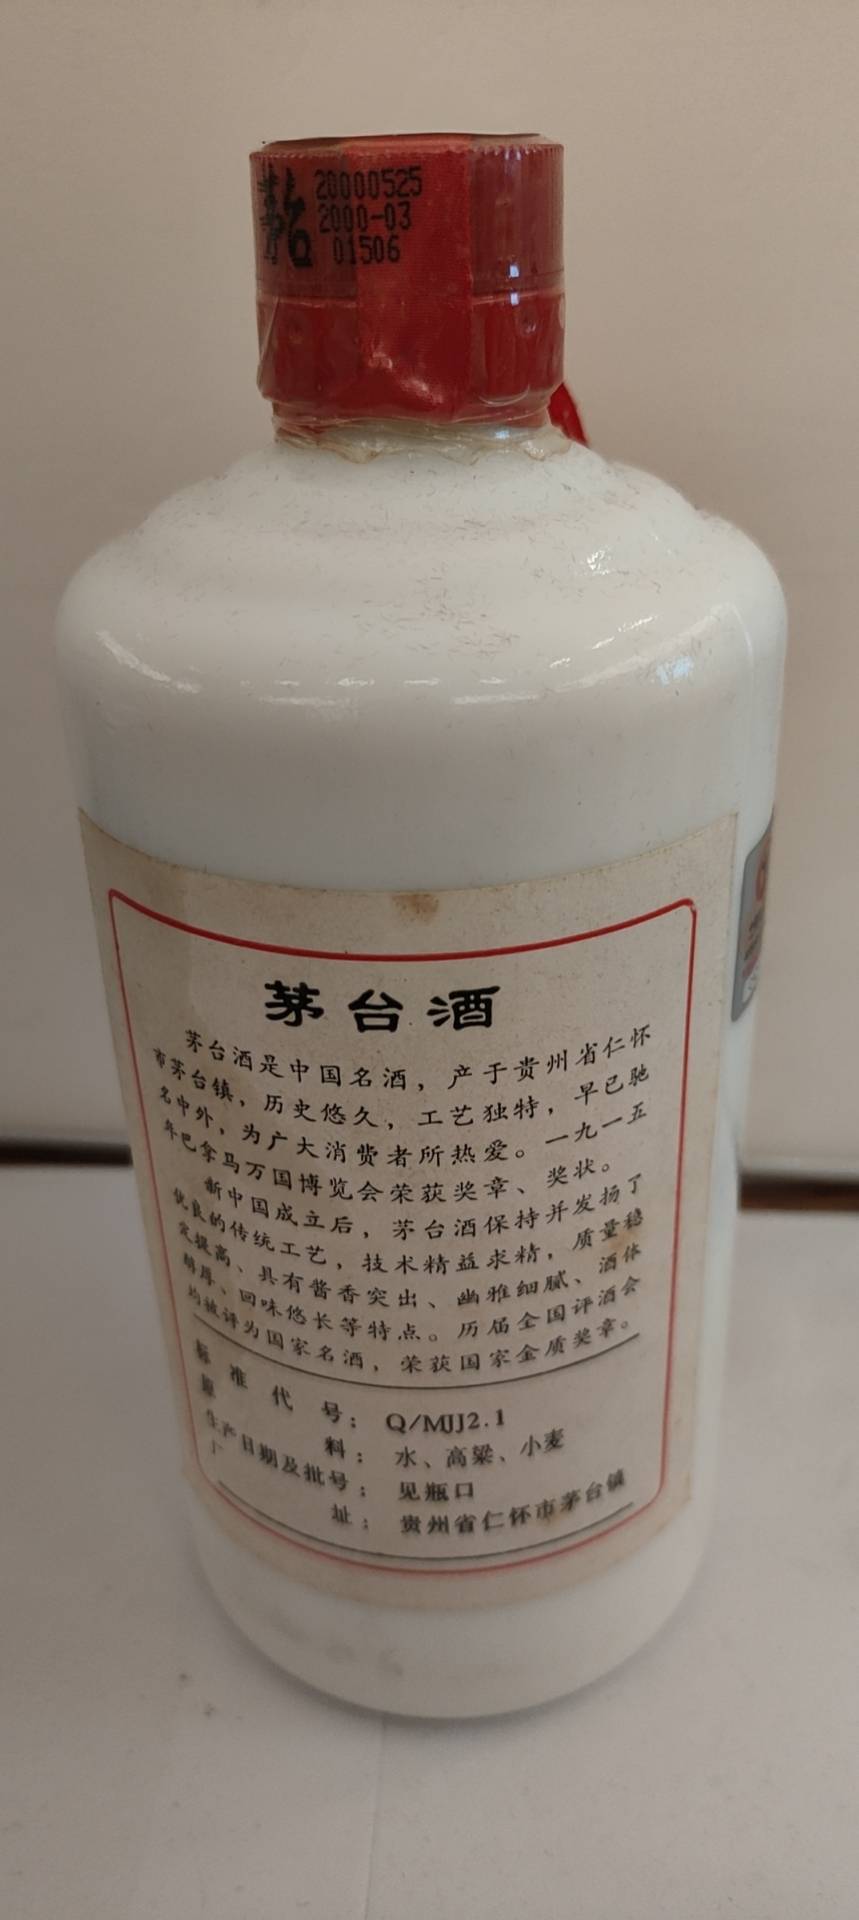 茅台
20000525
2000-03
01506
茅台酒
茅台酒是中国名酒，产于贵州省仁怀
市茅台镇，历史悠久，工艺独特，早已驰
名中外，为广大消费者所热爱。一九一五
年巴拿马万国博览会荣获奖章、奖状。
新中国成立后，茅台酒保持并发扬了
优良的传统工艺，技术精益求精，质量稳
定提高、具有酱香突出、幽雅细腻、酒体
醇厚、回味悠长等特点。历届全国评酒会
均被评为国家名酒，荣获国家金质奖章。
标准代号：Q/MJJ2.1
原料：水、高粱、小麦
生产日期及批号：见瓶口
厂址：贵州省仁怀市茅台镇